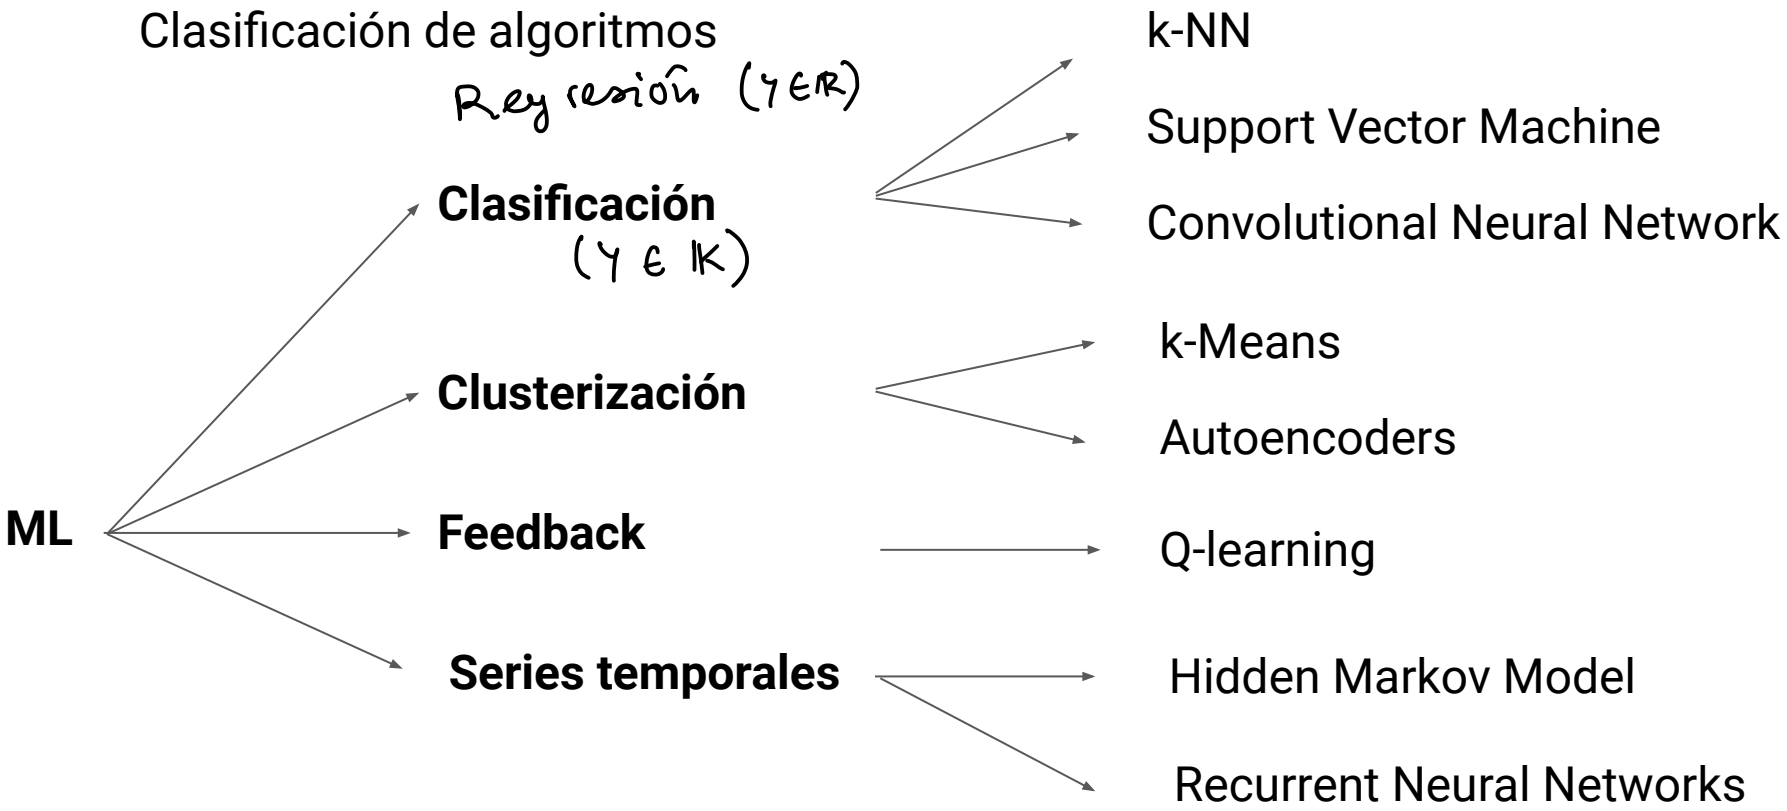 Clasificación de algoritmos
Regresión (y ∈ ℝ)
Clasificación
(y ∈ 𝕂)
k-NN
Support Vector Machine
Convolutional Neural Network
Clusterización
k-Means
Autoencoders
ML
Feedback
Q-learning
Series temporales
Hidden Markov Model
Recurrent Neural Networks